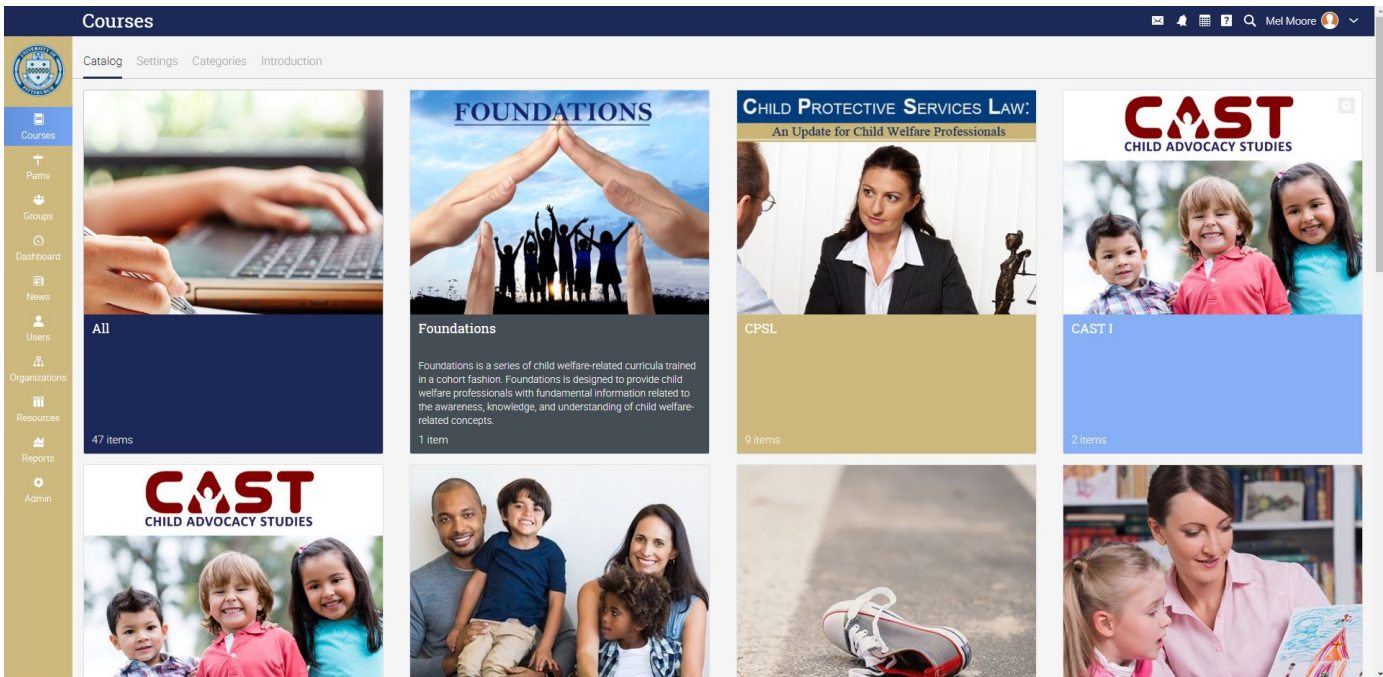 Courses
Mel Moore
UNIVERSITY OF
PITTSBURGH
Catalog Settings Categories Introduction
Courses
Paths
Groups
Dashboard
News
Users
Organizations
Resources
Reports
Admin
All
47 items
FOUNDATIONS
Foundations
Foundations is a series of child welfare-related curricula trained
in a cohort fashion. Foundations is designed to provide child
welfare professionals with fundamental information related to
the awareness, knowledge, and understanding of child welfare-
related concepts.
1 item
CHILD PROTECTIVE SERVICES LAW:
An Update for Child Welfare Professionals
CPSL
9 items
CAST
CHILD ADVOCACY STUDIES
CAST I
2 items
CAST
CHILD ADVOCACY STUDIES